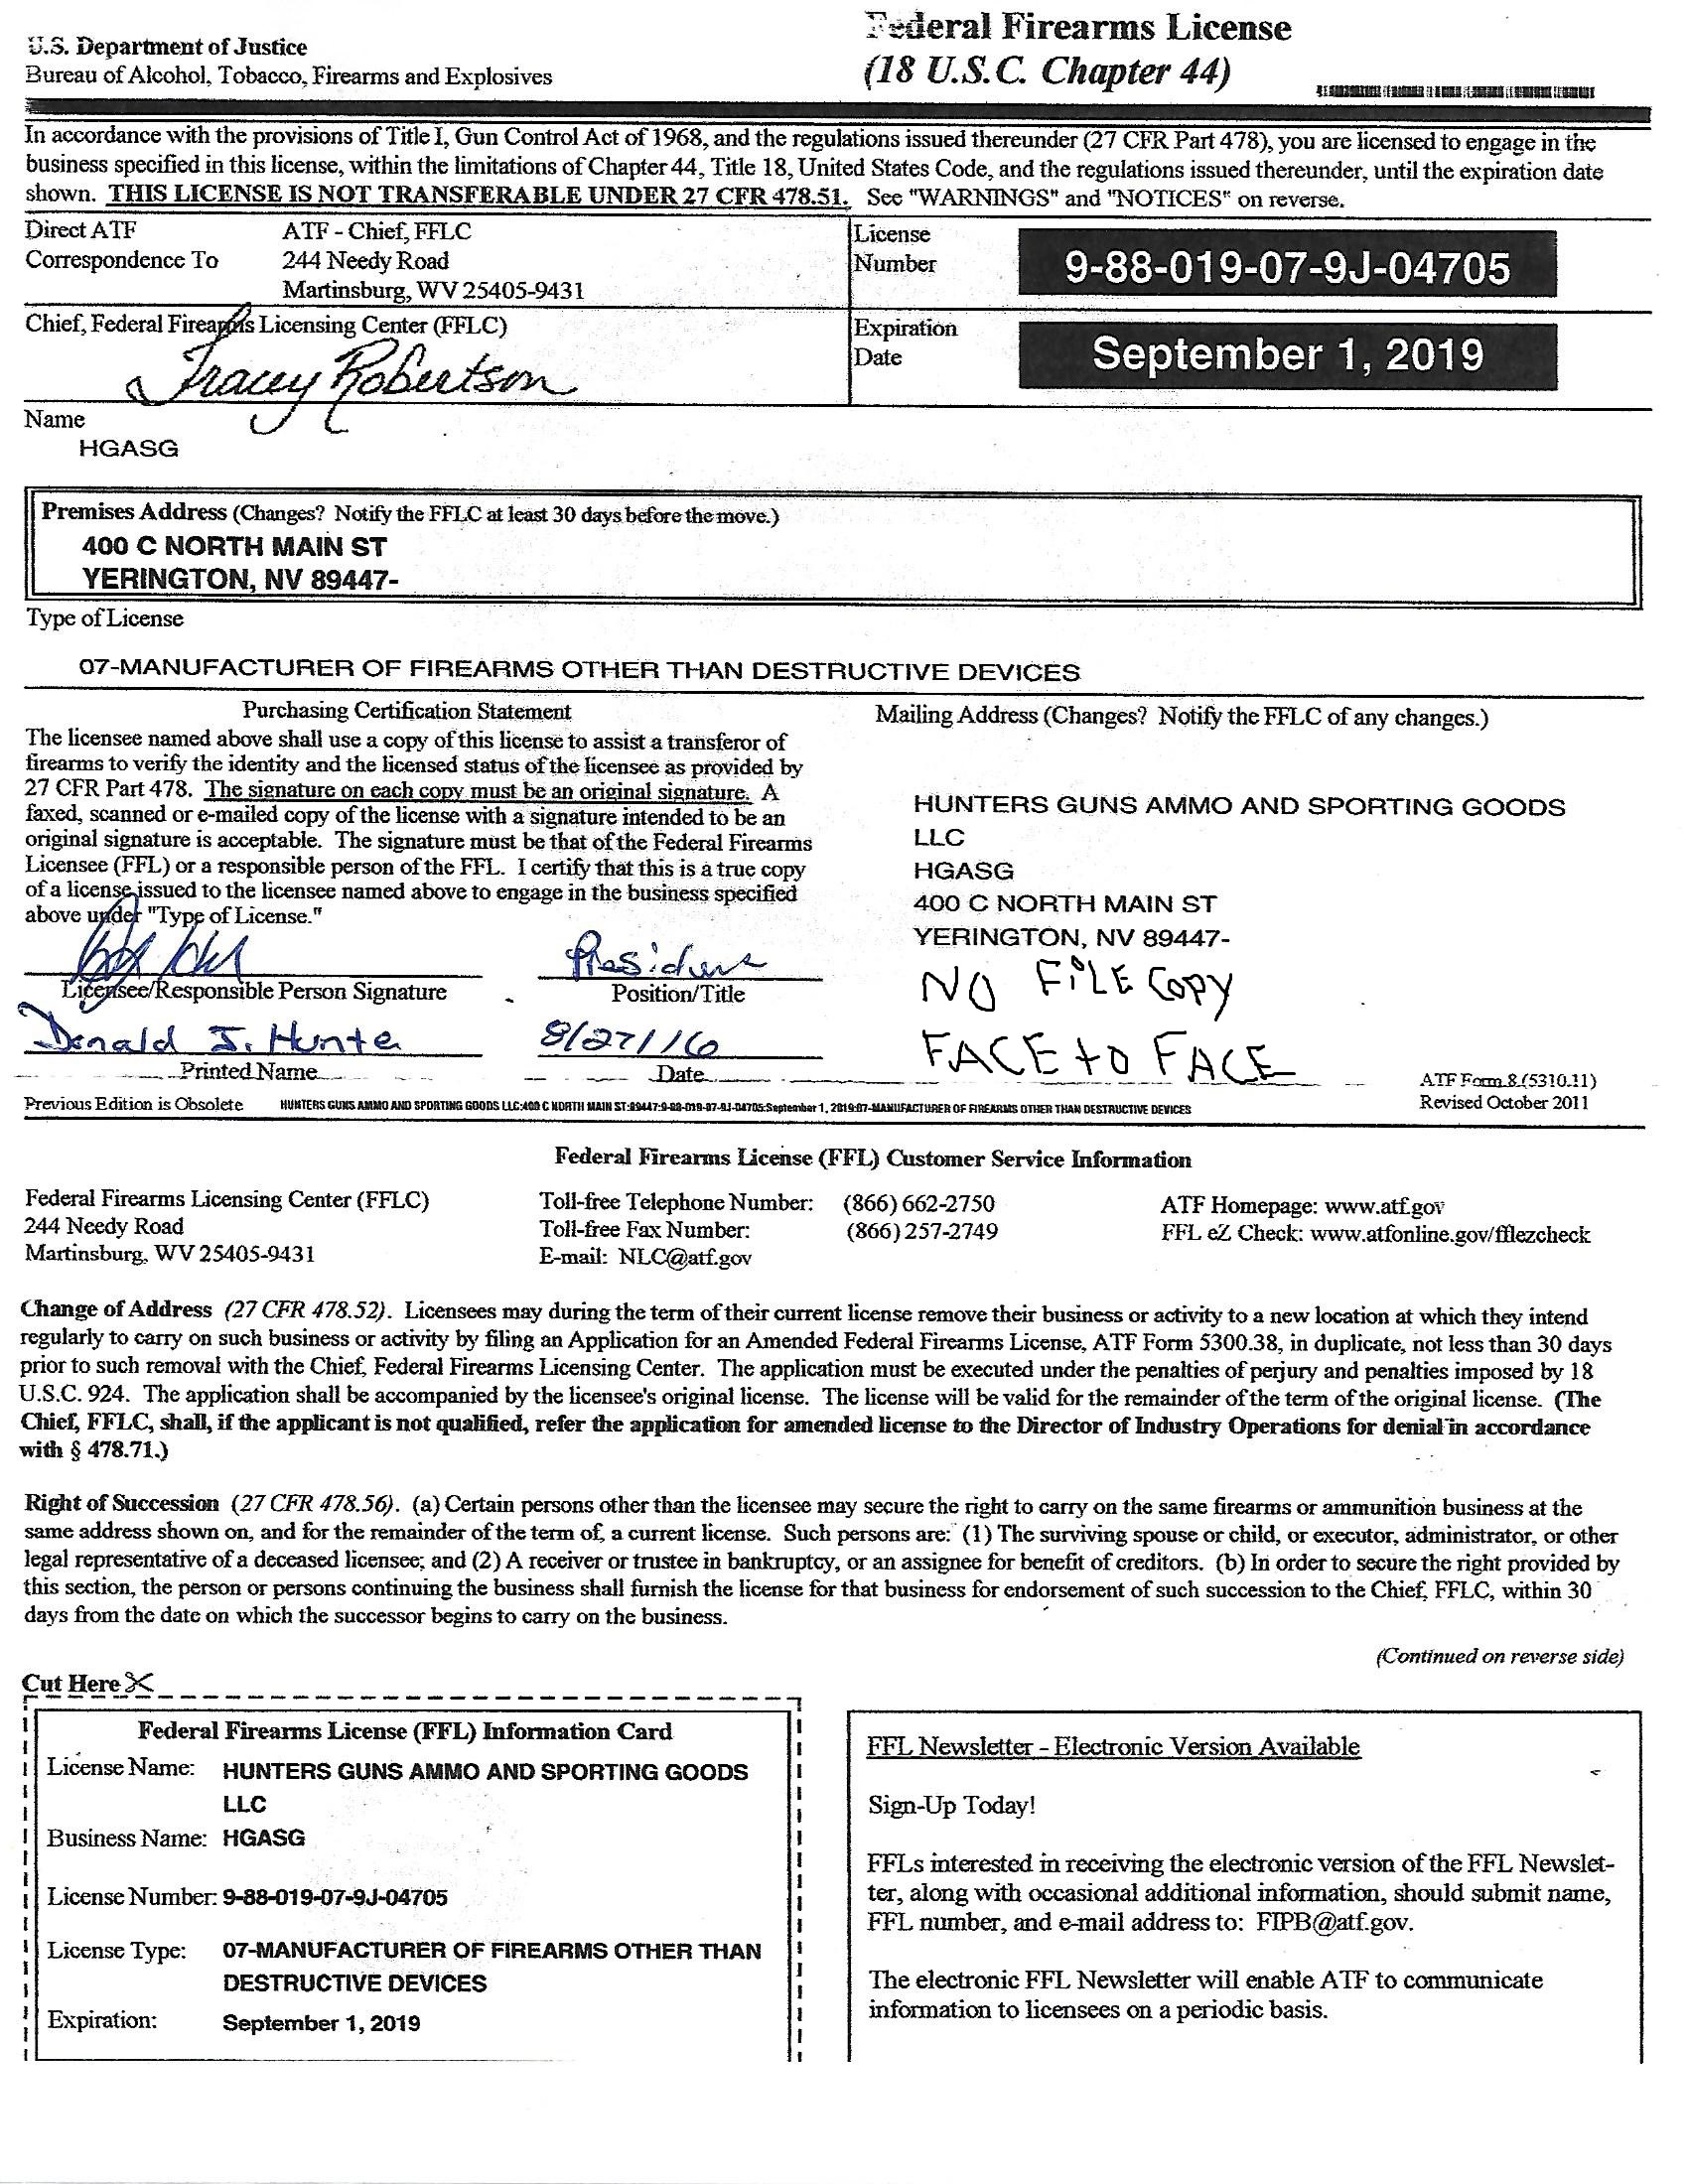 U.S. Department of Justice
Bureau of Alcohol, Tobacco, Firearms and Explosives
Federal Firearms License
(18 U.S.C. Chapter 44)
In accordance with the provisions of Title I, Gun Control Act of 1968, and the regulations issued thereunder (27 CFR Part 478), you are licensed to engage in the
business specified in this license, within the limitations of Chapter 44, Title 18, United States Code, and the regulations issued thereunder, until the expiration date
shown. THIS LICENSE IS NOT TRANSFERABLE UNDER 27 CFR 478.51. See "WARNINGS" and "NOTICES" on reverse.
Direct ATF
Correspondence To
ATF - Chief, FFLC
244 Needy Road
Martinsburg, WV 25405-9431
License
Number
9-88-019-07-9J-04705
Chief, Federal Firearms Licensing Center (FFLC)
Tracey Robertson
Expiration
Date
September 1, 2019
Name
HGASG
Premises Address (Changes? Notify the FFLC at least 30 days before the move.)
400 C NORTH MAIN ST
YERINGTON, NV 89447-
Type of License
07-MANUFACTURER OF FIREARMS OTHER THAN DESTRUCTIVE DEVICES
Purchasing Certification Statement
The licensee named above shall use a copy of this license to assist a transferor of
firearms to verify the identity and the licensed status of the licensee as provided by
27 CFR Part 478. The signature on each copy must be an original signature. A
faxed, scanned or e-mailed copy of the license with a signature intended to be an
original signature is acceptable. The signature must be that of the Federal Firearms
Licensee (FFL) or a responsible person of the FFL. I certify that this is a true copy
of a license issued to the licensee named above to engage in the business specified
above under "Type of License."
Licensee/Responsible Person Signature
President
Position/Title
Donald J. Hunter
Printed Name
8/27/16
Date
Mailing Address (Changes? Notify the FFLC of any changes.)
HUNTERS GUNS AMMO AND SPORTING GOODS
LLC
HGASG
400 C NORTH MAIN ST
YERINGTON, NV 89447-
NO FILE COPY
FACE to FACE
ATF Form 8 (5310.11)
Revised October 2011
Previous Edition is Obsolete
HUNTERS GUNS AMMO AND SPORTING GOODS LLC:400 C NORTH MAIN ST:89447:9-88-019-07-9J-04705:September 1, 2019:07-MANUFACTURER OF FIREARMS OTHER THAN DESTRUCTIVE DEVICES
Federal Firearms License (FFL) Customer Service Information
Federal Firearms Licensing Center (FFLC)
244 Needy Road
Martinsburg, WV 25405-9431
Toll-free Telephone Number: (866) 662-2750
Toll-free Fax Number: (866) 257-2749
E-mail: NLC@atf.gov
ATF Homepage: www.atf.gov
FFL eZ Check: www.atfonline.gov/fflezcheck
Change of Address (27 CFR 478.52). Licensees may during the term of their current license remove their business or activity to a new location at which they intend
regularly to carry on such business or activity by filing an Application for an Amended Federal Firearms License, ATF Form 5300.38, in duplicate, not less than 30 days
prior to such removal with the Chief, Federal Firearms Licensing Center. The application must be executed under the penalties of perjury and penalties imposed by 18
U.S.C. 924. The application shall be accompanied by the licensee's original license. The license will be valid for the remainder of the term of the original license. (The
Chief, FFLC, shall, if the applicant is not qualified, refer the application for amended license to the Director of Industry Operations for denial in accordance
with § 478.71.)
Right of Succession (27 CFR 478.56). (a) Certain persons other than the licensee may secure the right to carry on the same firearms or ammunition business at the
same address shown on, and for the remainder of the term of, a current license. Such persons are: (1) The surviving spouse or child, or executor, administrator, or other
legal representative of a deceased licensee; and (2) A receiver or trustee in bankruptcy, or an assignee for benefit of creditors. (b) In order to secure the right provided by
this section, the person or persons continuing the business shall furnish the license for that business for endorsement of such succession to the Chief, FFLC, within 30
days from the date on which the successor begins to carry on the business.
(Continued on reverse side)
Cut Here
Federal Firearms License (FFL) Information Card
License Name: HUNTERS GUNS AMMO AND SPORTING GOODS
LLC
Business Name: HGASG
License Number: 9-88-019-07-9J-04705
License Type: 07-MANUFACTURER OF FIREARMS OTHER THAN
DESTRUCTIVE DEVICES
Expiration: September 1, 2019
FFL Newsletter - Electronic Version Available
Sign-Up Today!
FFLs interested in receiving the electronic version of the FFL Newslet-
ter, along with occasional additional information, should submit name,
FFL number, and e-mail address to: FIPB@atf.gov.
The electronic FFL Newsletter will enable ATF to communicate
information to licensees on a periodic basis.